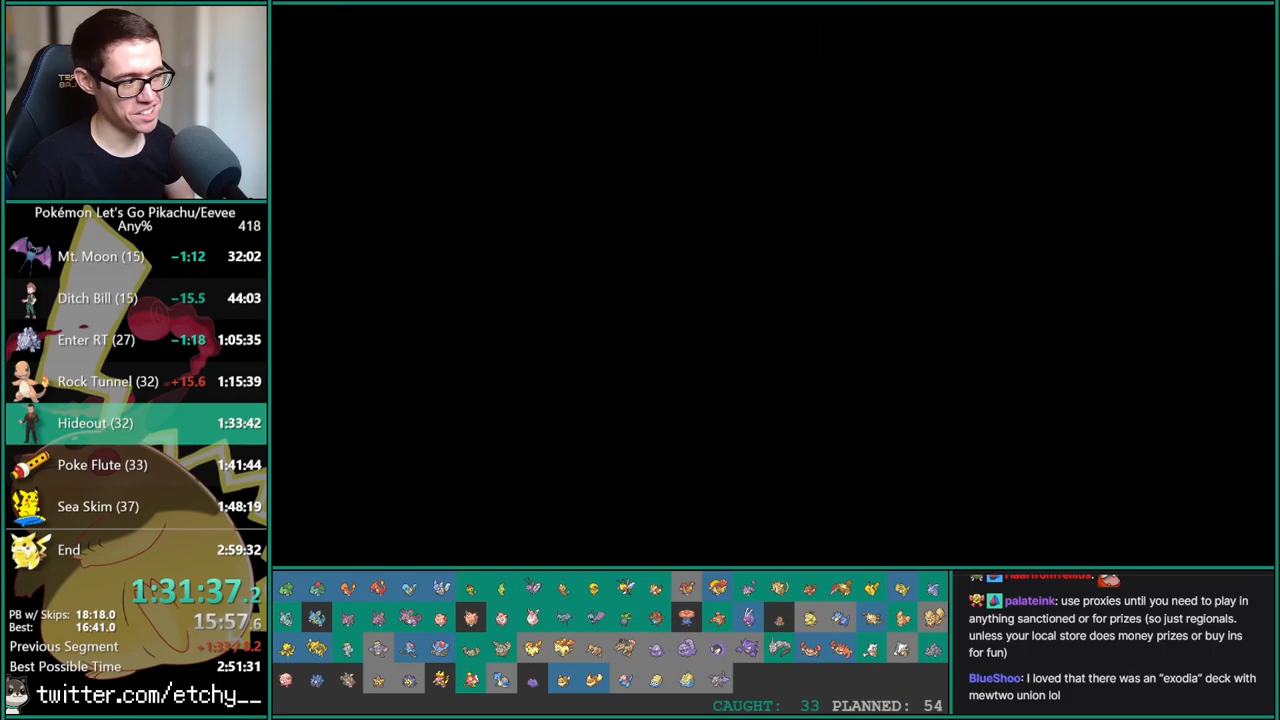 Pokémon Let's Go Pikachu/Eevee
Any% 418
Mt. Moon (15) −1:12 32:02
Ditch Bill (15) −15.5 44:03
Enter RT (27) −1:18 1:05:35
Rock Tunnel (32) +15.6 1:15:39
Hideout (32) 1:33:42
Poke Flute (33) 1:41:44
Sea Skim (37) 1:48:19
End 2:59:32
1:31:37.2
PB w/ Skips: 18:18.0
Best: 16:41.0
15:57.6
Previous Segment
Best Possible Time 2:51:31
twitter.com/etchy__
CAUGHT: 33 PLANNED: 54
palateink: use proxies until you need to play in
anything sanctioned or for prizes (so just regionals.
unless your local store does money prizes or buy ins
for fun)
BlueShoo: I loved that there was an “exodia” deck with
mewtwo union lol